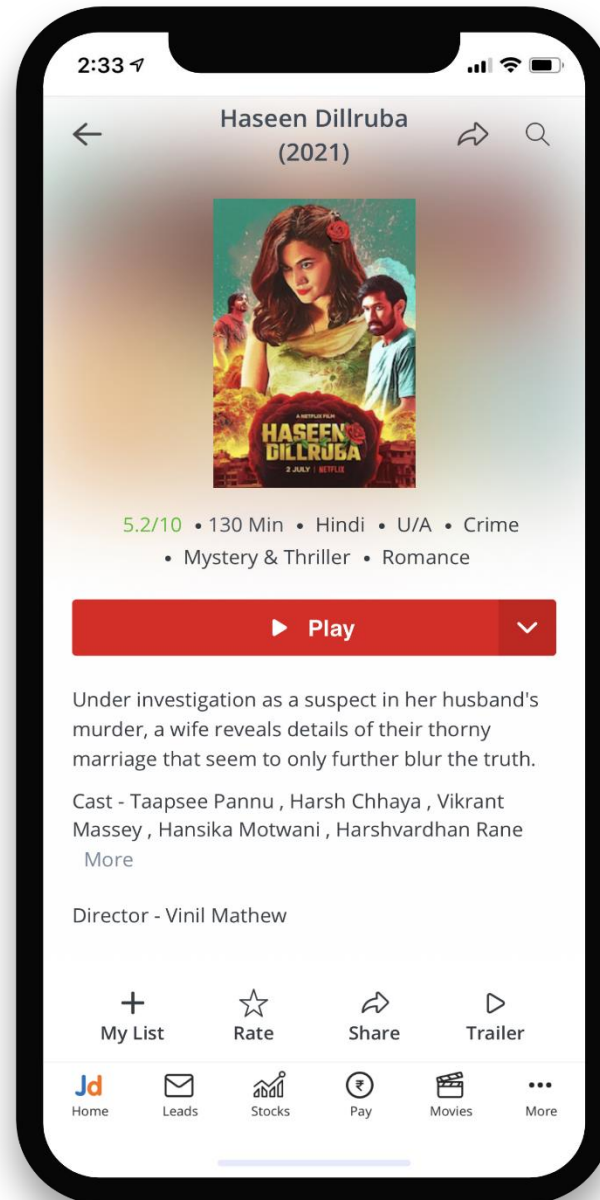 2:33
Haseen Dillruba
(2021)
A NETFLIX FILM
HASEEN
DILLRUBA
2 JULY | NETFLIX
5.2/10 • 130 Min • Hindi • U/A • Crime
• Mystery & Thriller • Romance
Play
Under investigation as a suspect in her husband's
murder, a wife reveals details of their thorny
marriage that seem to only further blur the truth.
Cast - Taapsee Pannu , Harsh Chhaya , Vikrant
Massey , Hansika Motwani , Harshvardhan Rane
More
Director - Vinil Mathew
My List Rate Share Trailer
Jd
Home Leads Stocks Pay Movies More